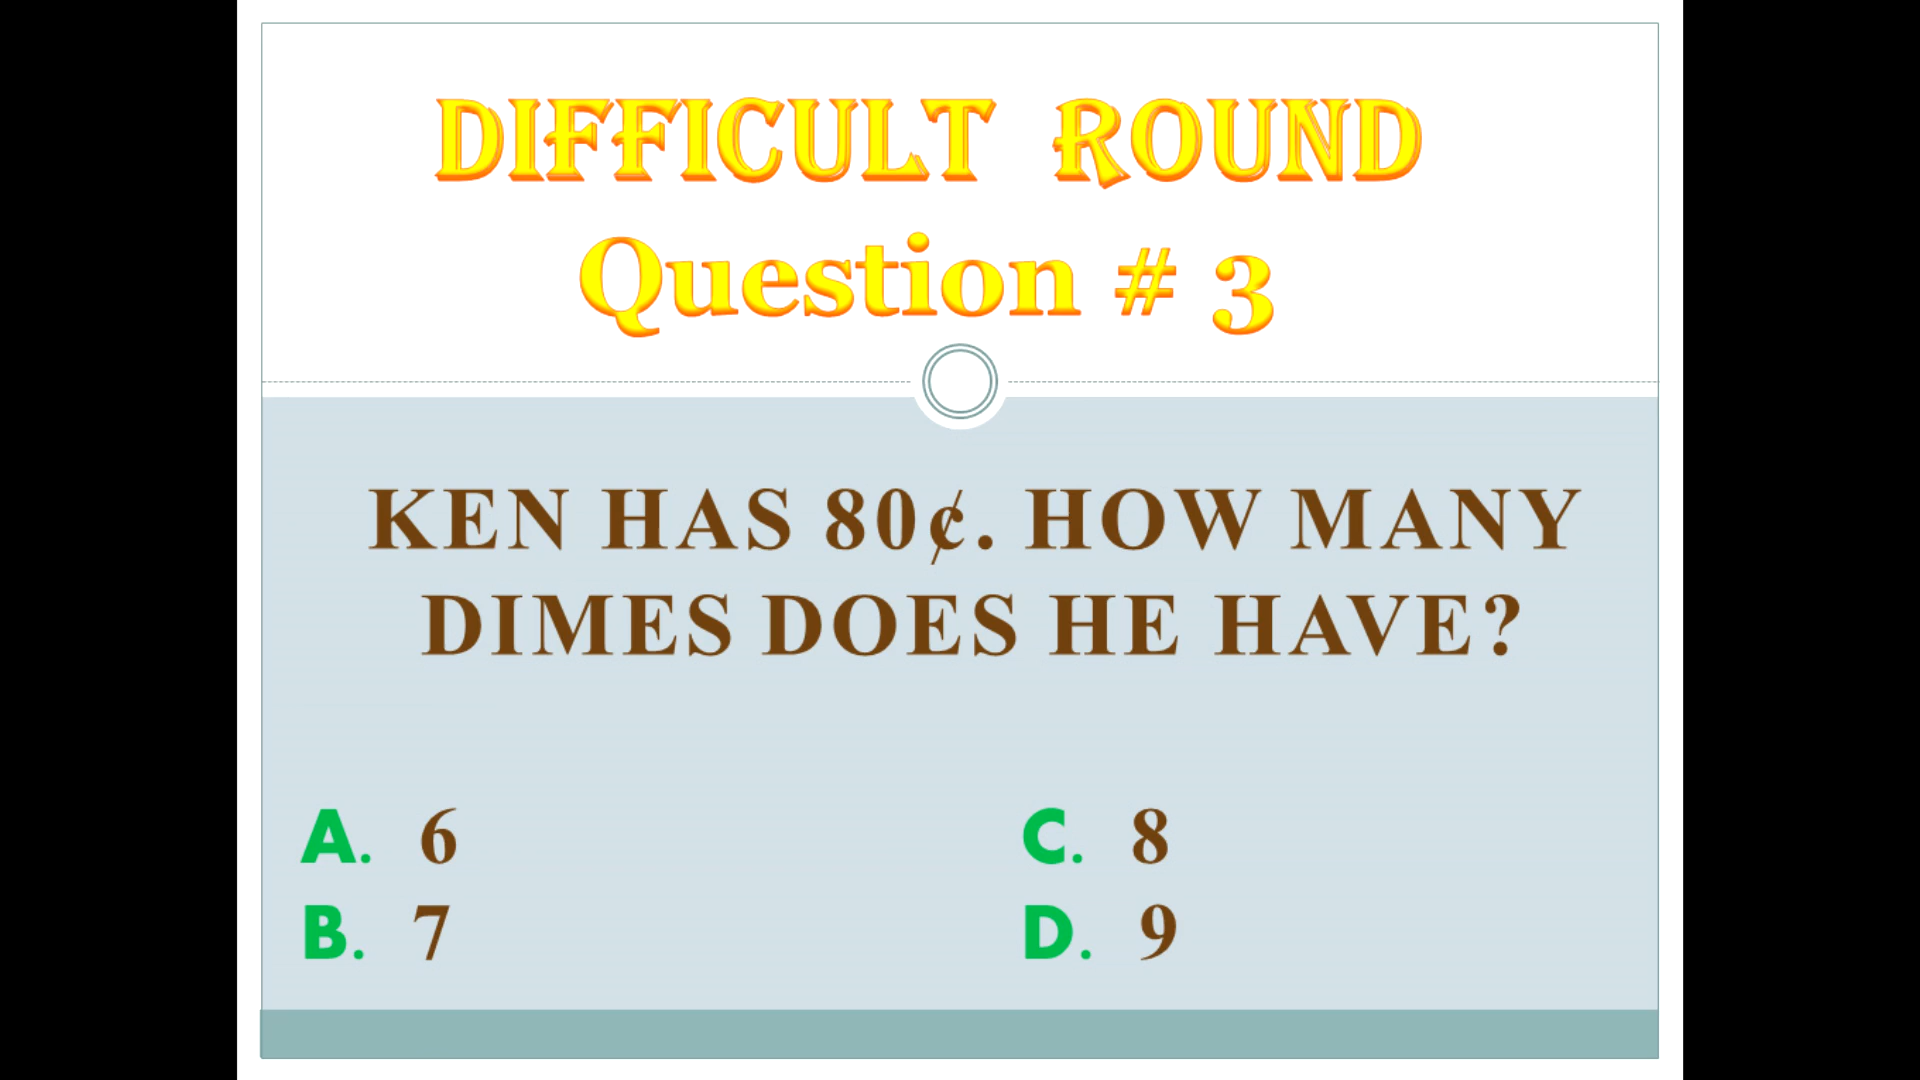 DIFFICULT ROUND
Question # 3
KEN HAS 80¢. HOW MANY
DIMES DOES HE HAVE?
A. 6
B. 7
C. 8
D. 9